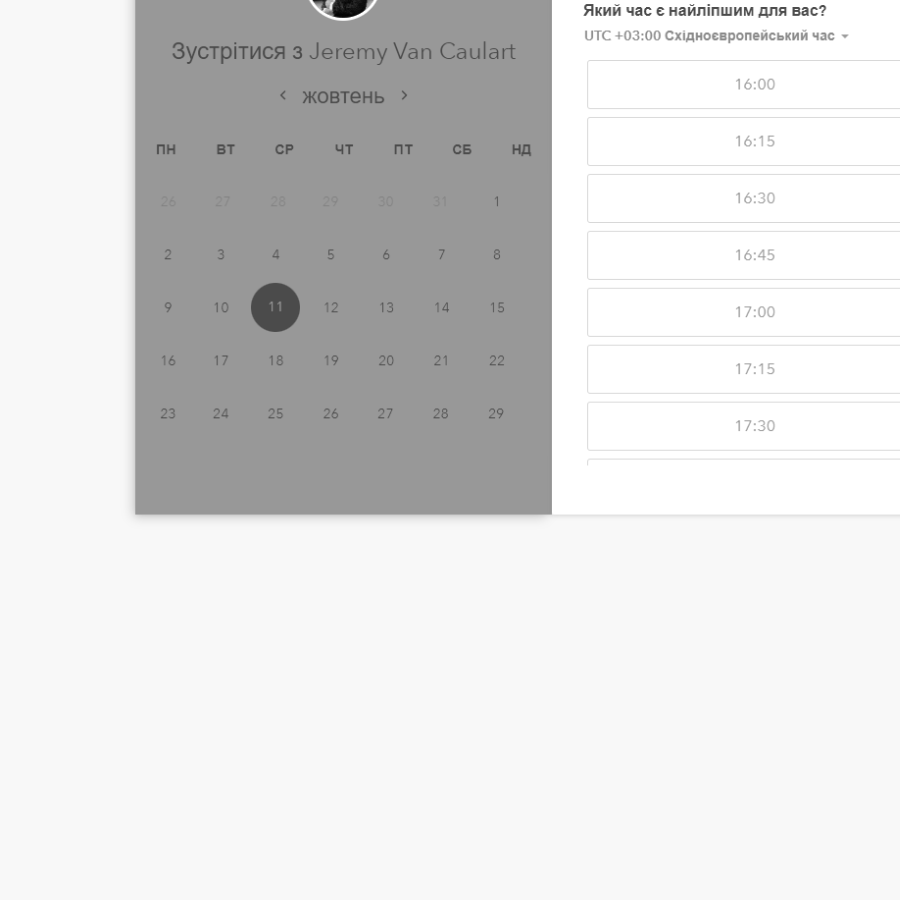 Зустрітися з Jeremy Van Caulart
жовтень
ПН ВТ СР ЧТ ПТ СБ НД
26 27 28 29 30 31 1
2 3 4 5 6 7 8
9 10 11 12 13 14 15
16 17 18 19 20 21 22
23 24 25 26 27 28 29
Який час є найліпшим для вас?
UTC +03:00 Східноєвропейський час
16:00
16:15
16:30
16:45
17:00
17:15
17:30